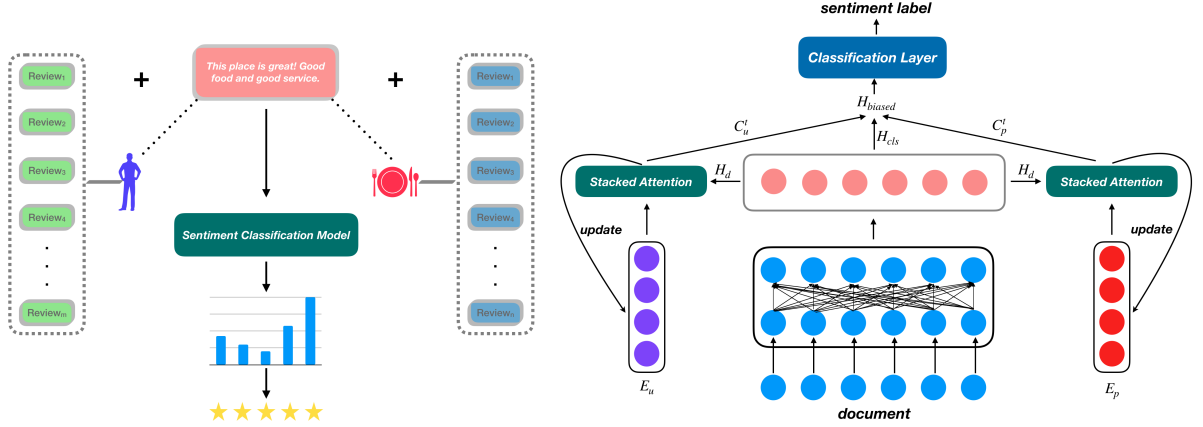 This place is great! Good
food and good service.
+
+
Review₁
Review₂
Review₃
Review₄
Reviewₘ
Review₁
Review₂
Review₃
Review₄
Reviewₙ
Sentiment Classification Model
sentiment label
Classification Layer
H_biased
C_u^t
H_cls
C_p^t
Stacked Attention
H_d
H_d
Stacked Attention
update
update
E_u
E_p
document